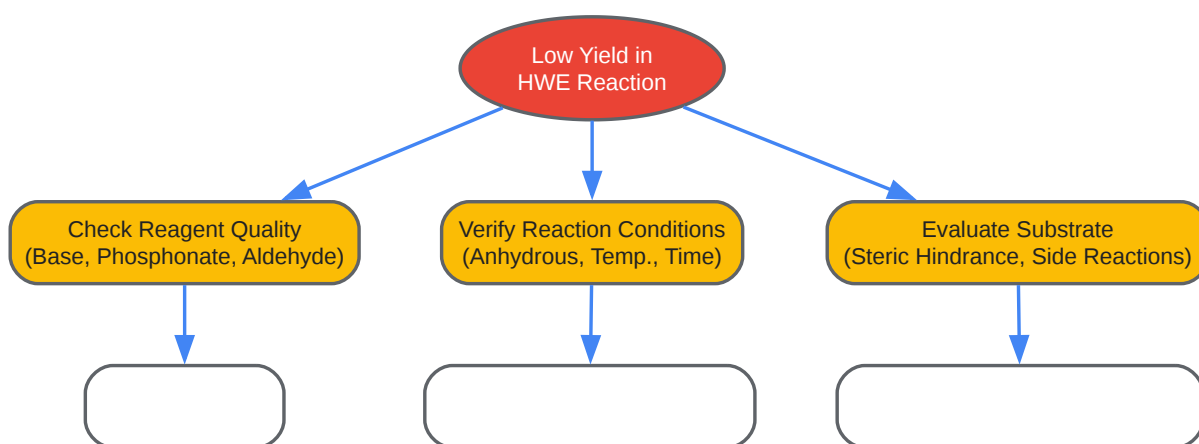 Low Yield in
HWE Reaction
Check Reagent Quality
(Base, Phosphonate, Aldehyde)
Verify Reaction Conditions
(Anhydrous, Temp., Time)
Evaluate Substrate
(Steric Hindrance, Side Reactions)